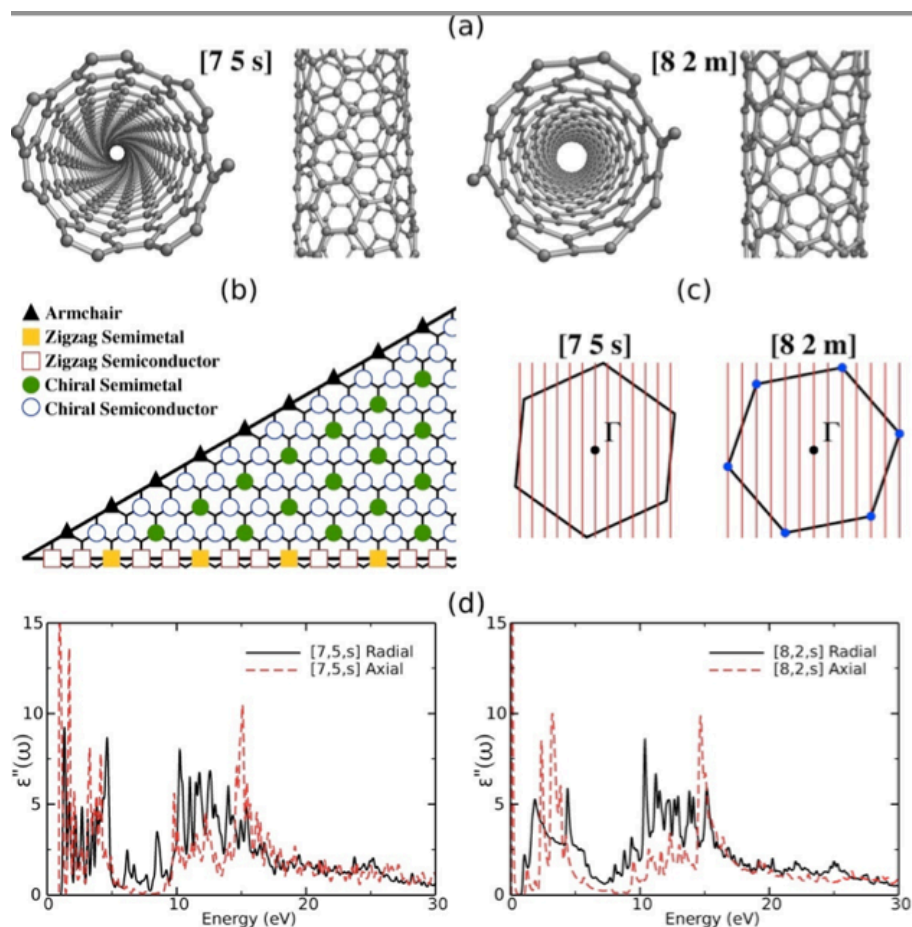 (a)
[7 5 s]
[8 2 m]
(b)
Armchair
Zigzag Semimetal
Zigzag Semiconductor
Chiral Semimetal
Chiral Semiconductor
(c)
[7 5 s]
[8 2 m]
Γ
Γ
(d)
15
10
5
0
0
10
20
30
ε"(ω)
Energy (eV)
[7,5,s] Radial
[7,5,s] Axial
15
10
5
0
0
10
20
30
ε"(ω)
Energy (eV)
[8,2,s] Radial
[8,2,s] Axial